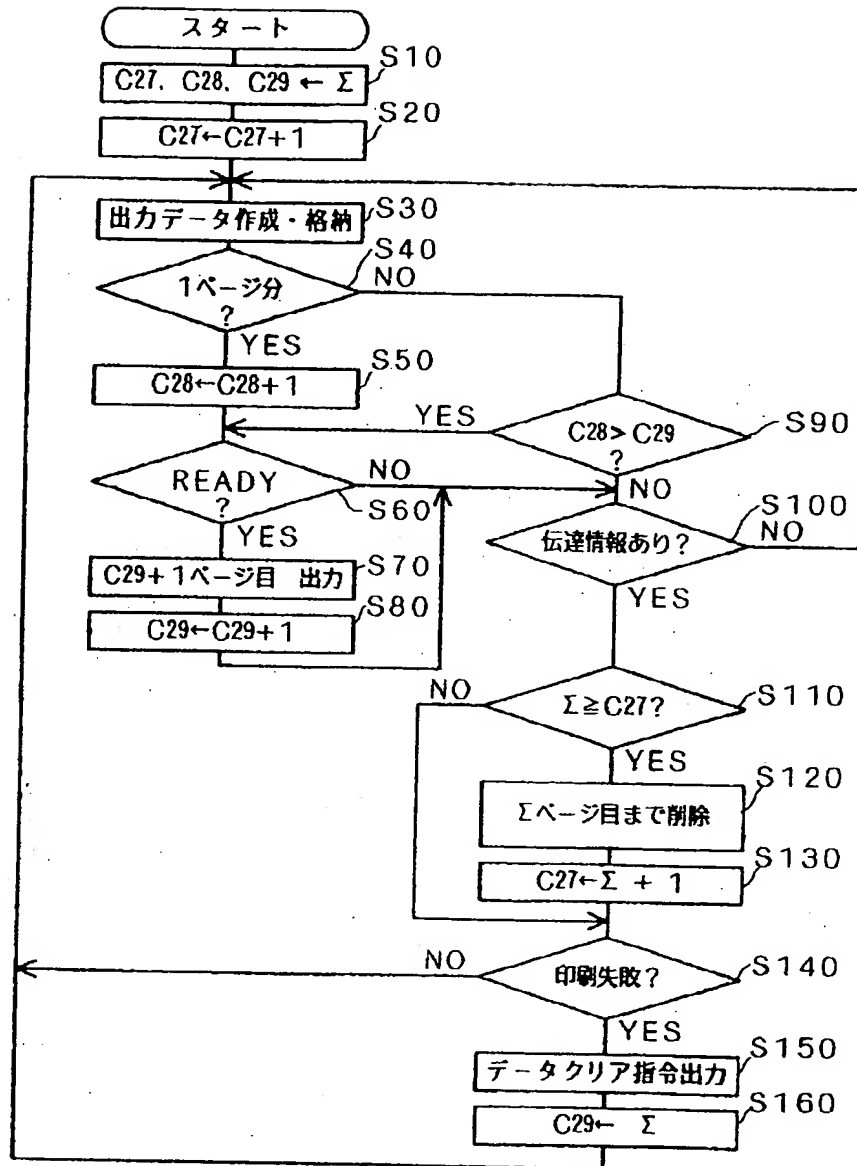 スタート
S10
C27, C28, C29 ← Σ
S20
C27←C27+1
S30
出力データ作成・格納
S40
1ページ分
?
NO
YES
S50
C28←C28+1
YES
C28>C29
?
S90
NO
READY
?
NO
S60
YES
S100
伝達情報あり?
NO
YES
S70
C29+1ページ目 出力
S80
C29←C29+1
NO
Σ≧C27?
S110
YES
S120
Σページ目まで削除
S130
C27←Σ + 1
NO
印刷失敗?
S140
YES
S150
データクリア指令出力
S160
C29← Σ